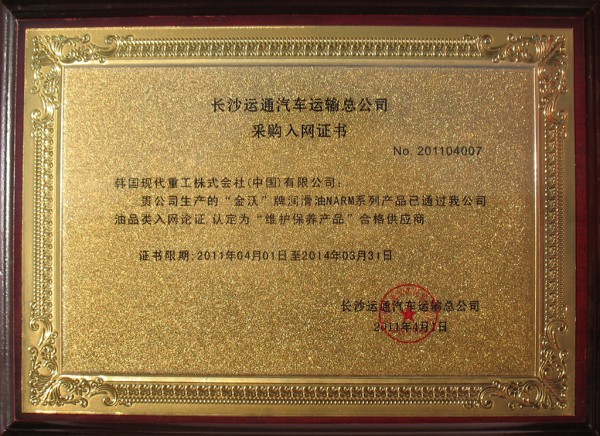 长沙运通汽车运输总公司
采购入网证书
No. 201104007
韩国现代重工株式会社(中国)有限公司:
贵公司生产的“金沃”牌润滑油NARM系列产品已通过我公司
油品类入网论证,认定为“维护保养产品”合格供应商
证书限期:2011年04月01日至2014年03月31日
长沙运通汽车运输总公司
2011年4月1日